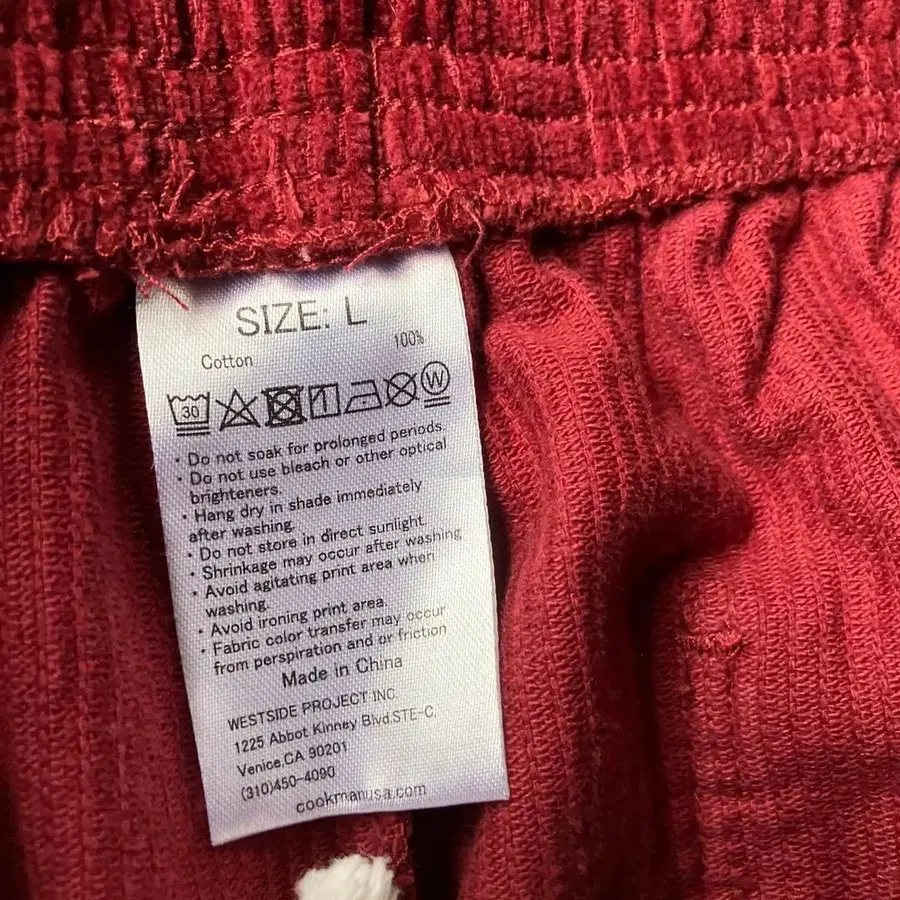 SIZE: L
Cotton 100%
30 W
• Do not soak for prolonged periods.
• Do not use bleach or other optical
brighteners.
• Hang dry in shade immediately
after washing.
• Do not store in direct sunlight.
• Shrinkage may occur after washing
• Avoid agitating print area when
washing.
• Avoid ironing print area.
• Fabric color transfer may occur
from perspiration and or friction
Made in China
WESTSIDE PROJECT INC
1225 Abbot Kinney Blvd.STE-C,
Venice,CA 90201
(310)450-4090
cookmanusa.com